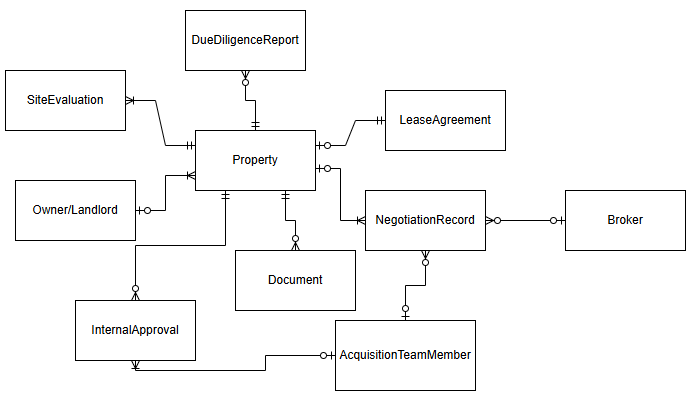 DueDiligenceReport
SiteEvaluation
LeaseAgreement
Property
Owner/Landlord
NegotiationRecord
Broker
Document
InternalApproval
AcquisitionTeamMember